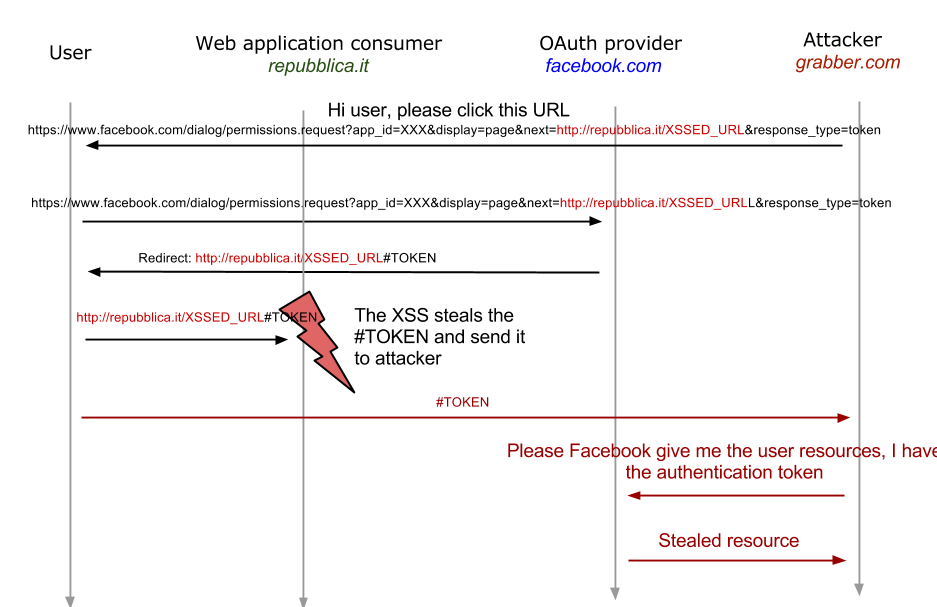 User
Web application consumer
repubblica.it
OAuth provider
facebook.com
Attacker
grabber.com
Hi user, please click this URL
https://www.facebook.com/dialog/permissions.request?app_id=XXX&display=page&next=http://repubblica.it/XSSED_URL&response_type=token
https://www.facebook.com/dialog/permissions.request?app_id=XXX&display=page&next=http://repubblica.it/XSSED_URLL&response_type=token
Redirect: http://repubblica.it/XSSED_URL#TOKEN
http://repubblica.it/XSSED_URL#TOKEN
The XSS steals the
#TOKEN and send it
to attacker
#TOKEN
Please Facebook give me the user resources, I have
the authentication token
Stealed resource